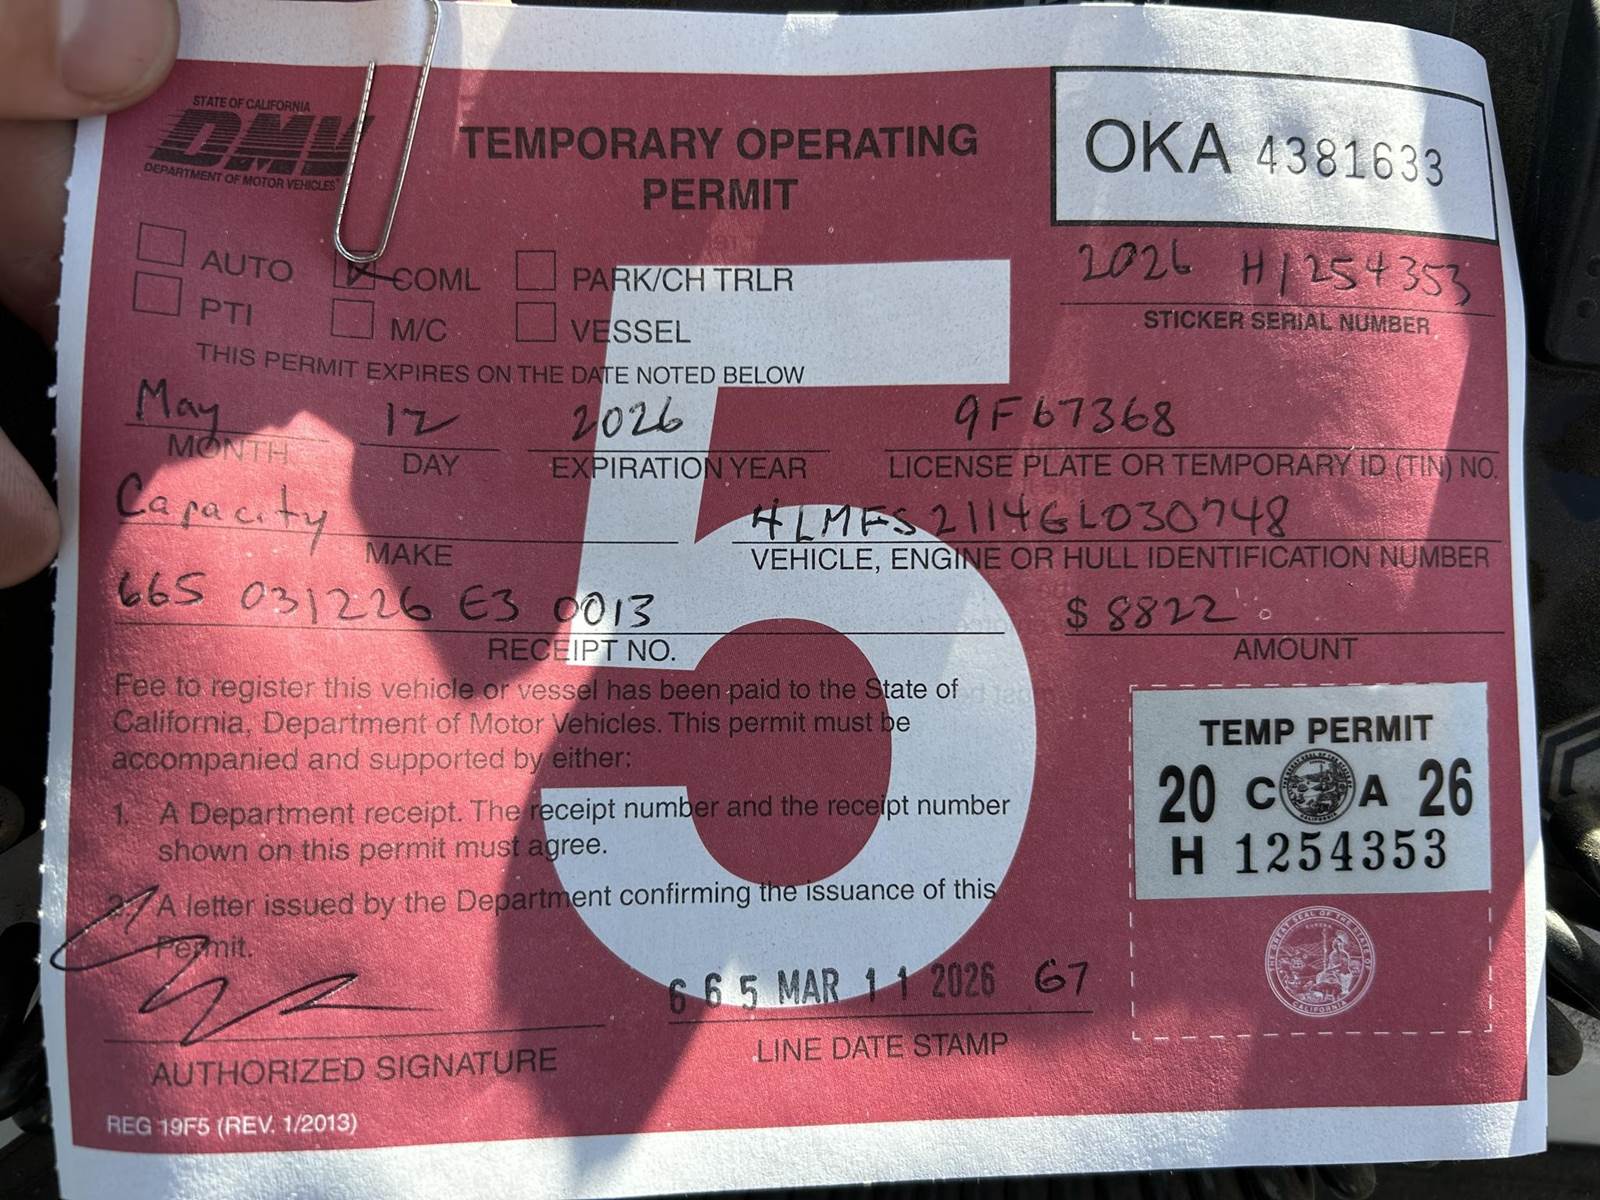 STATE OF CALIFORNIA
DMV
DEPARTMENT OF MOTOR VEHICLES
TEMPORARY OPERATING
PERMIT
OKA 4381633
AUTO COML PARK/CH TRLR
PTI M/C VESSEL
2026 H1254353
STICKER SERIAL NUMBER
THIS PERMIT EXPIRES ON THE DATE NOTED BELOW
May 12 2026 9F67368
MONTH DAY EXPIRATION YEAR LICENSE PLATE OR TEMPORARY ID (TIN) NO.
Capacity 4LMFS2114GL030748
MAKE VEHICLE, ENGINE OR HULL IDENTIFICATION NUMBER
665 031226 E3 0013 $ 8822
RECEIPT NO. AMOUNT
Fee to register this vehicle or vessel has been paid to the State of
California, Department of Motor Vehicles. This permit must be
accompanied and supported by either:
1. A Department receipt. The receipt number and the receipt number
shown on this permit must agree.
2. A letter issued by the Department confirming the issuance of this
Permit.
5
TEMP PERMIT
20 CA 26
H 1254353
665 MAR 11 2026 67
AUTHORIZED SIGNATURE LINE DATE STAMP
REG 19F5 (REV. 1/2013)